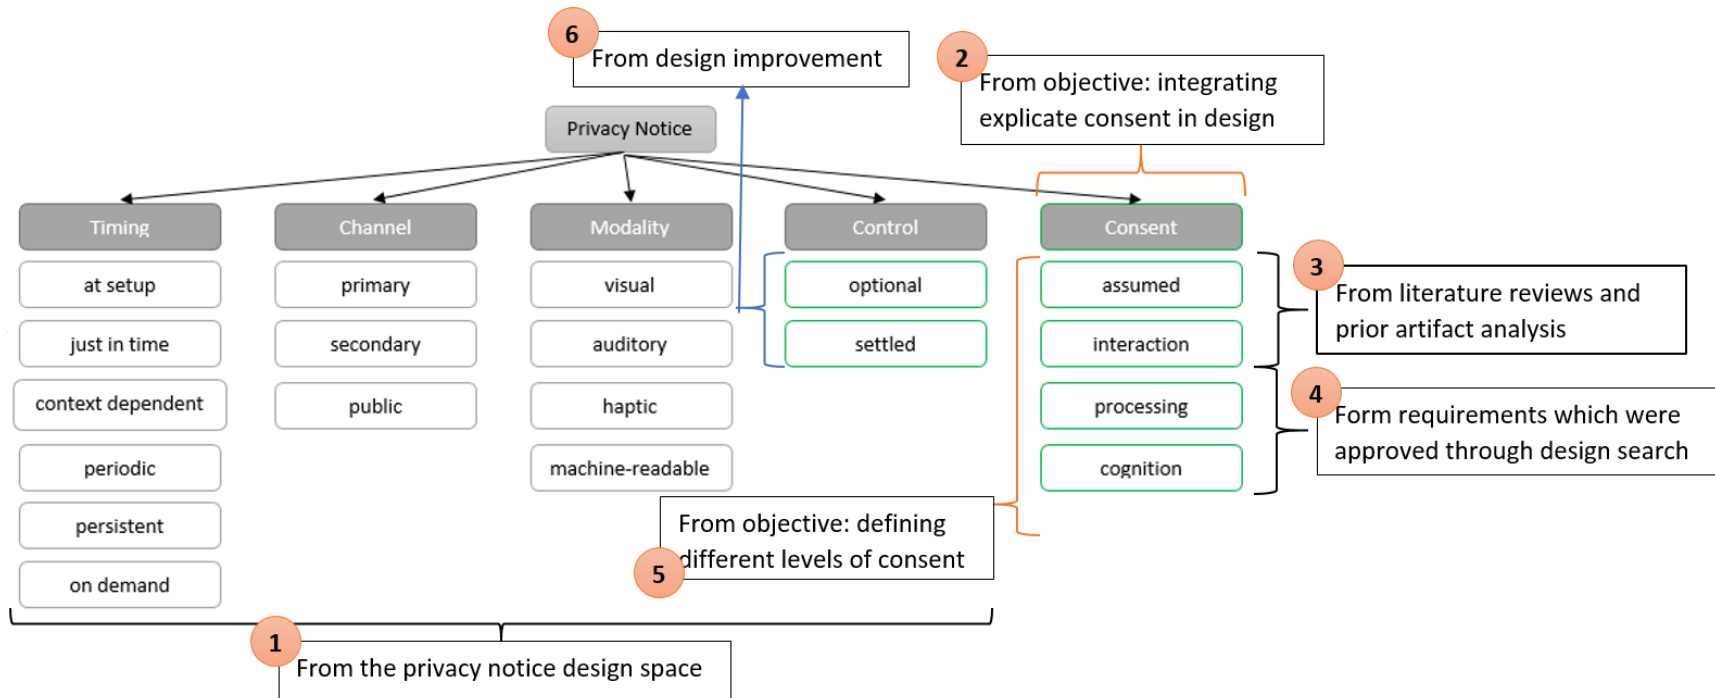 6
From design improvement
2
From objective: integrating
explicate consent in design
Privacy Notice
Timing
Channel
Modality
Control
Consent
at setup
primary
visual
optional
assumed
3
From literature reviews and
prior artifact analysis
just in time
secondary
auditory
settled
interaction
context dependent
public
haptic
processing
4
Form requirements which were
approved through design search
periodic
machine-readable
cognition
persistent
From objective: defining
different levels of consent
5
on demand
1
From the privacy notice design space